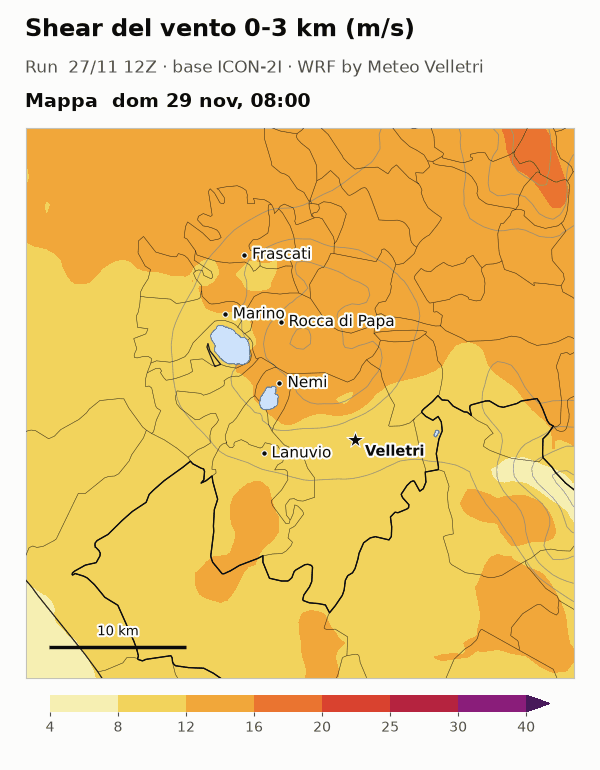 Shear del vento 0-3 km (m/s)
Run  27/11 12Z · base ICON-2I · WRF by Meteo Velletri
Mappa  dom 29 nov, 08:00
Frascati
Marino
Rocca di Papa
Nemi
Velletri
Lanuvio
10 km
4 8 12 16 20 25 30 40